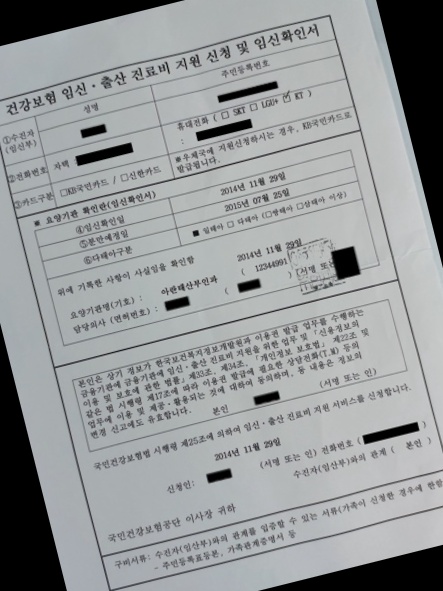 건강보험 임신·출산 진료비 지원 신청 및 임신확인서
성명
주민등록번호
①수진자
(임신부)
휴대전화 ( □ SKT □ LGU+ ☑ KT )
:
②전화번호 자택 :
③카드구분 □KB국민카드 / □신한카드
※우체국에 지원신청하시는 경우, KB국민카드로
발급됩니다.
※ 요양기관 확인란(임신확인서)
④임신확인일 2014년 11월 29일
⑤분만예정일 2015년 07월 25일
⑥다태아구분 ■ 일태아 □ 다태아 (□쌍태아 □삼태아 이상)
위에 기록한 사항이 사실임을 확인함
2014년 11월 29일
요양기관명(기호) : 아란태산부인과 ( 12344991
담당의사 (면허번호) : ( ) (서명 또는
본인은 상기 정보가 한국보건복지정보개발원과 이용권 발급 업무를 수행하는
금융기관에 임신·출산 진료비 지원을 위한 업무 및 「신용정보의
이용 및 보호에 관한 법률」 제33조, 제34조, 「개인정보 보호법」 제22조 및
같은 법 시행령 제17조에 따라 이용권 발급에 필요한 상담전화(T.M) 등의
업무에 이용 및 제공·활용되는 것에 대하여 동의하며, 동 내용은 정보의
변경 신고에도 유효합니다. 본인 (서명 또는 인)
국민건강보험법 시행령 제25조에 의하여 임신·출산 진료비 지원 서비스를 신청합니다.
2014년 11월 29일
신청인: (서명 또는 인) 전화번호 ( )
수진자(임산부)와의 관계 ( 본인 )
국민건강보험공단 이사장 귀하
구비서류: 수진자(임산부)와의 관계를 입증할 수 있는 서류(가족이 신청한 경우에 한함
- 주민등록표등본, 가족관계증명서 등